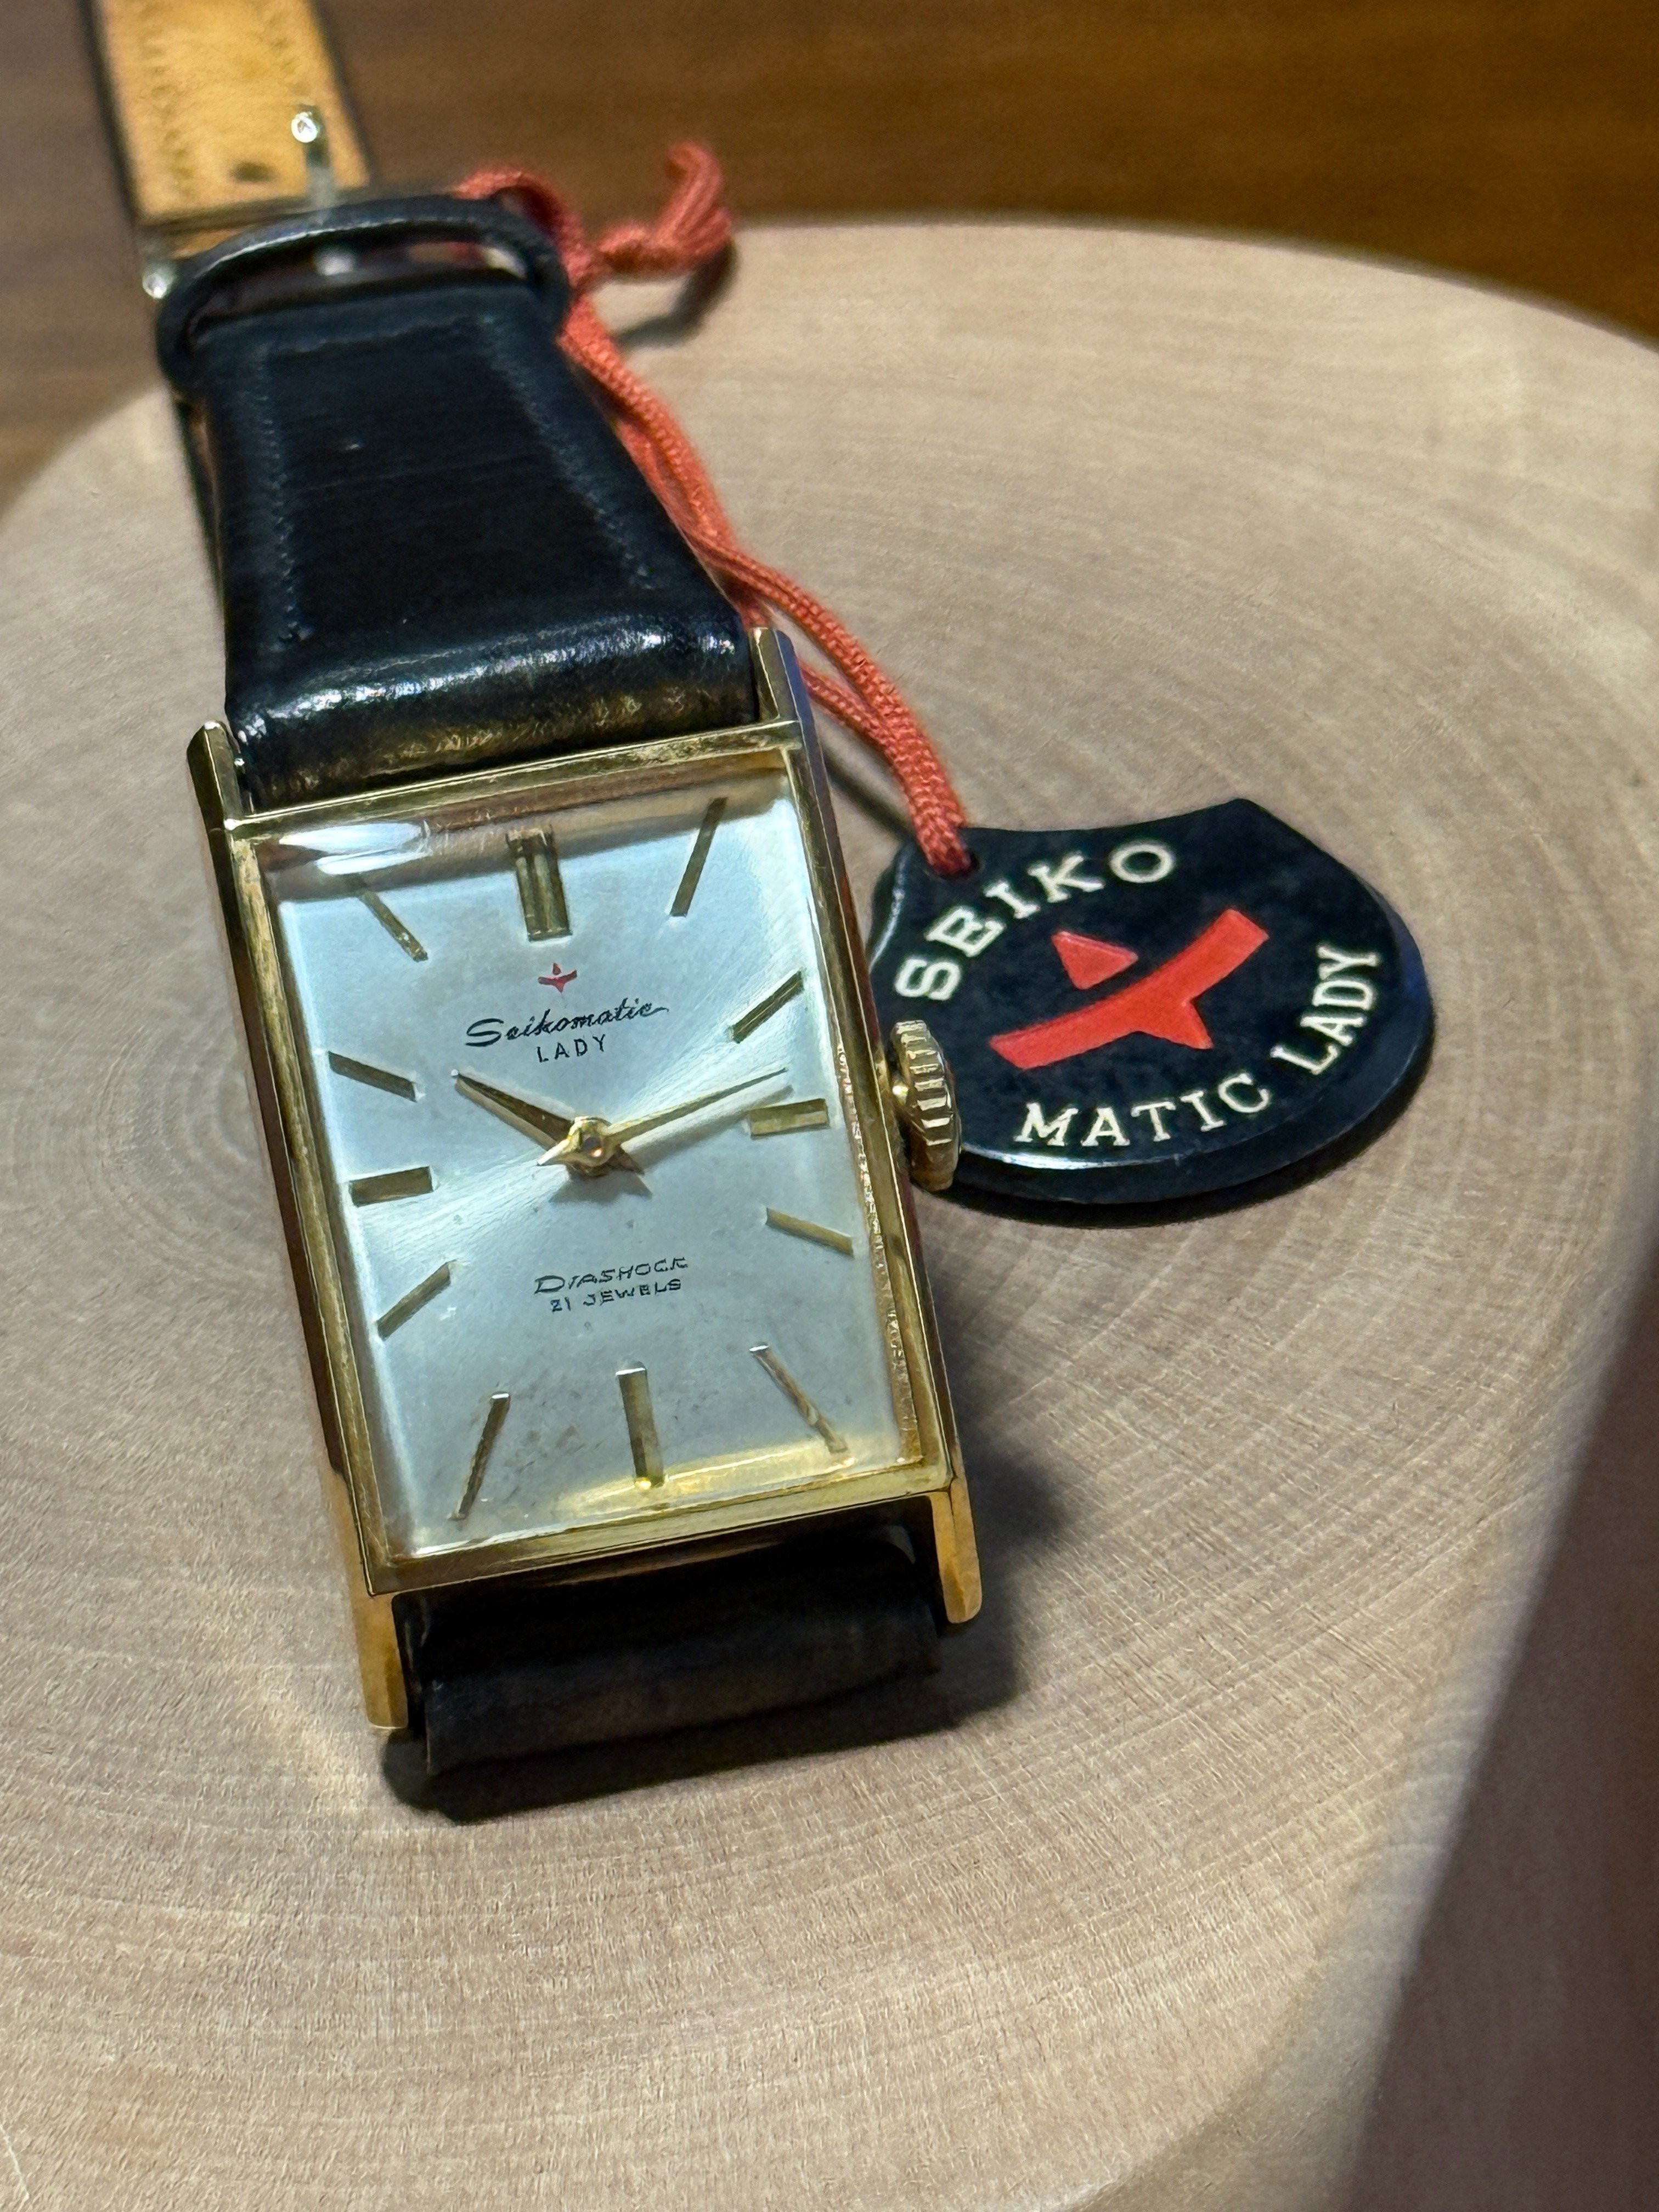 Seikomatic
LADY
DIASHOCK
21 JEWELS
SEIKO
MATIC LADY